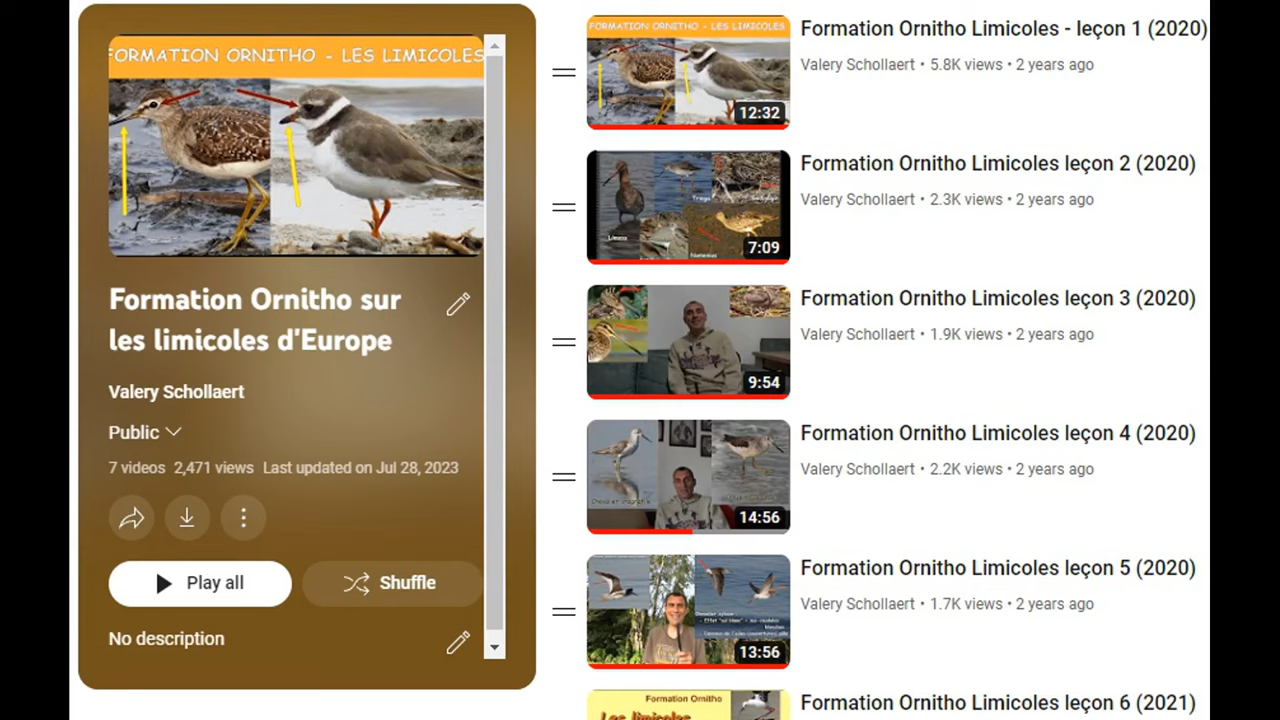 FORMATION ORNITHO - LES LIMICOLES
Formation Ornitho sur
les limicoles d'Europe
Valery Schollaert
Public
7 videos 2,471 views Last updated on Jul 28, 2023
Play all
Shuffle
No description
FORMATION ORNITHO - LES LIMICOLES
12:32
Formation Ornitho Limicoles - leçon 1 (2020)
Valery Schollaert • 5.8K views • 2 years ago
Limosa
Tringa
Numenius
7:09
Formation Ornitho Limicoles leçon 2 (2020)
Valery Schollaert • 2.3K views • 2 years ago
9:54
Formation Ornitho Limicoles leçon 3 (2020)
Valery Schollaert • 1.9K views • 2 years ago
14:56
Formation Ornitho Limicoles leçon 4 (2020)
Valery Schollaert • 2.2K views • 2 years ago
13:56
Formation Ornitho Limicoles leçon 5 (2020)
Valery Schollaert • 1.7K views • 2 years ago
Formation Ornitho
Les limicoles
Formation Ornitho Limicoles leçon 6 (2021)